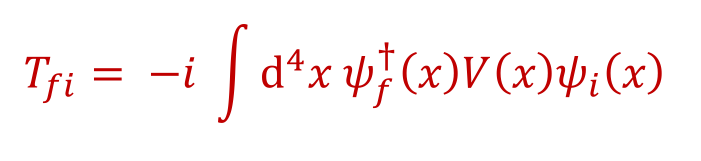 T_{fi} = −i ∫ d⁴x ψ_f^†(x)V(x)ψ_i(x)